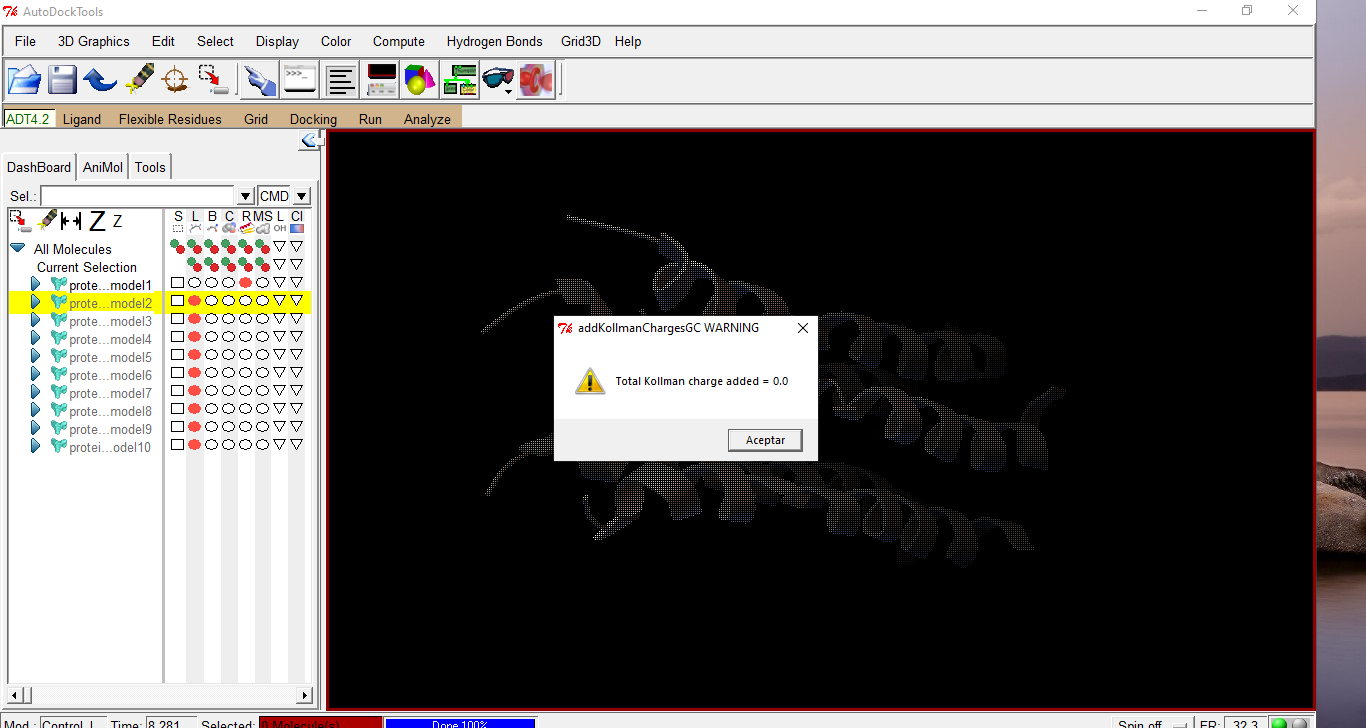 AutoDockTools
File 3D Graphics Edit Select Display Color Compute Hydrogen Bonds Grid3D Help
>>>_
ADT4.2 Ligand Flexible Residues Grid Docking Run Analyze
DashBoard AniMol Tools
Sel.: CMD
Z Z S L B C R MS L Cl
OH
All Molecules
Current Selection
prote...model1
prote...model2
prote...model3
prote...model4
prote...model5
prote...model6
prote...model7
prote...model8
prote...model9
protei...odel10
addKollmanChargesGC WARNING
Total Kollman charge added = 0.0
Aceptar
Mod.: Control_L Time: 8.281 Selected: 0 Molecule(s) Done 100% Spin off FR: 32.3